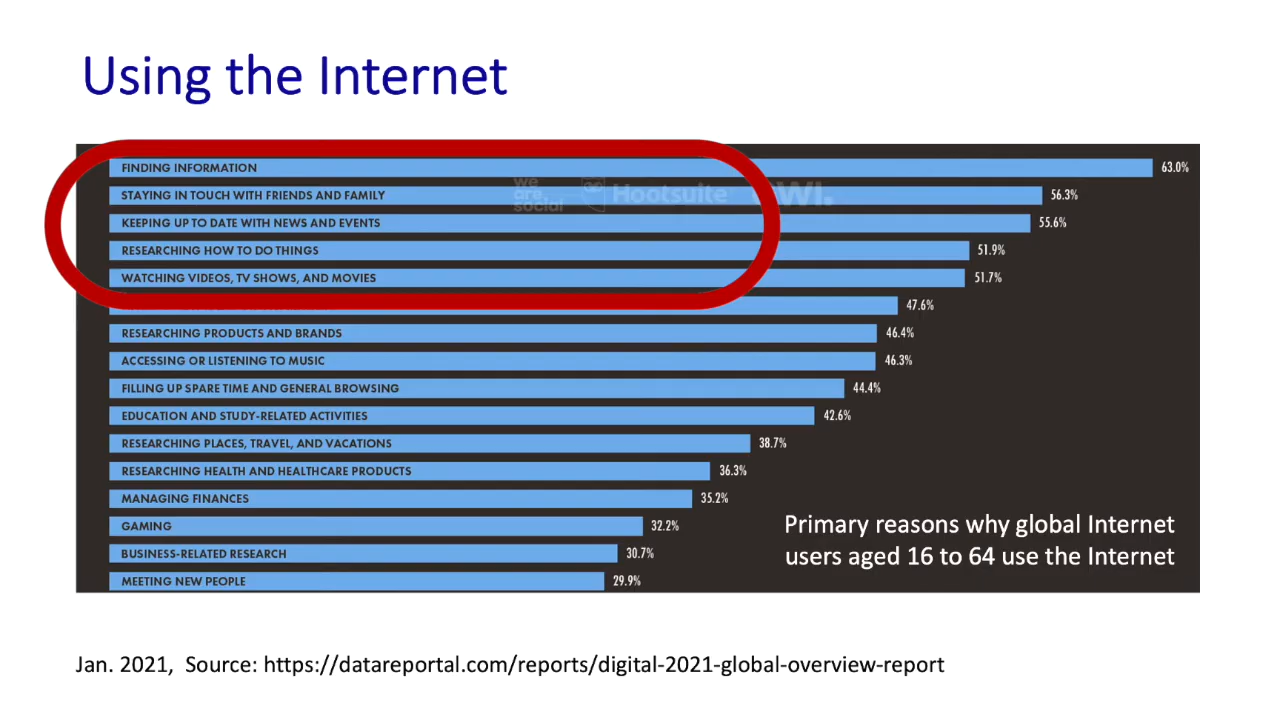 Using the Internet
FINDING INFORMATION 63.0%
STAYING IN TOUCH WITH FRIENDS AND FAMILY 56.3%
we are social Hootsuite WI.
KEEPING UP TO DATE WITH NEWS AND EVENTS 55.6%
RESEARCHING HOW TO DO THINGS 51.9%
WATCHING VIDEOS, TV SHOWS, AND MOVIES 51.7%
47.6%
RESEARCHING PRODUCTS AND BRANDS 46.4%
ACCESSING OR LISTENING TO MUSIC 46.3%
FILLING UP SPARE TIME AND GENERAL BROWSING 44.4%
EDUCATION AND STUDY-RELATED ACTIVITIES 42.6%
RESEARCHING PLACES, TRAVEL, AND VACATIONS 38.7%
RESEARCHING HEALTH AND HEALTHCARE PRODUCTS 36.3%
MANAGING FINANCES 35.2%
GAMING 32.2%
BUSINESS-RELATED RESEARCH 30.7%
MEETING NEW PEOPLE 29.9%
Primary reasons why global Internet
users aged 16 to 64 use the Internet
Jan. 2021, Source: https://datareportal.com/reports/digital-2021-global-overview-report